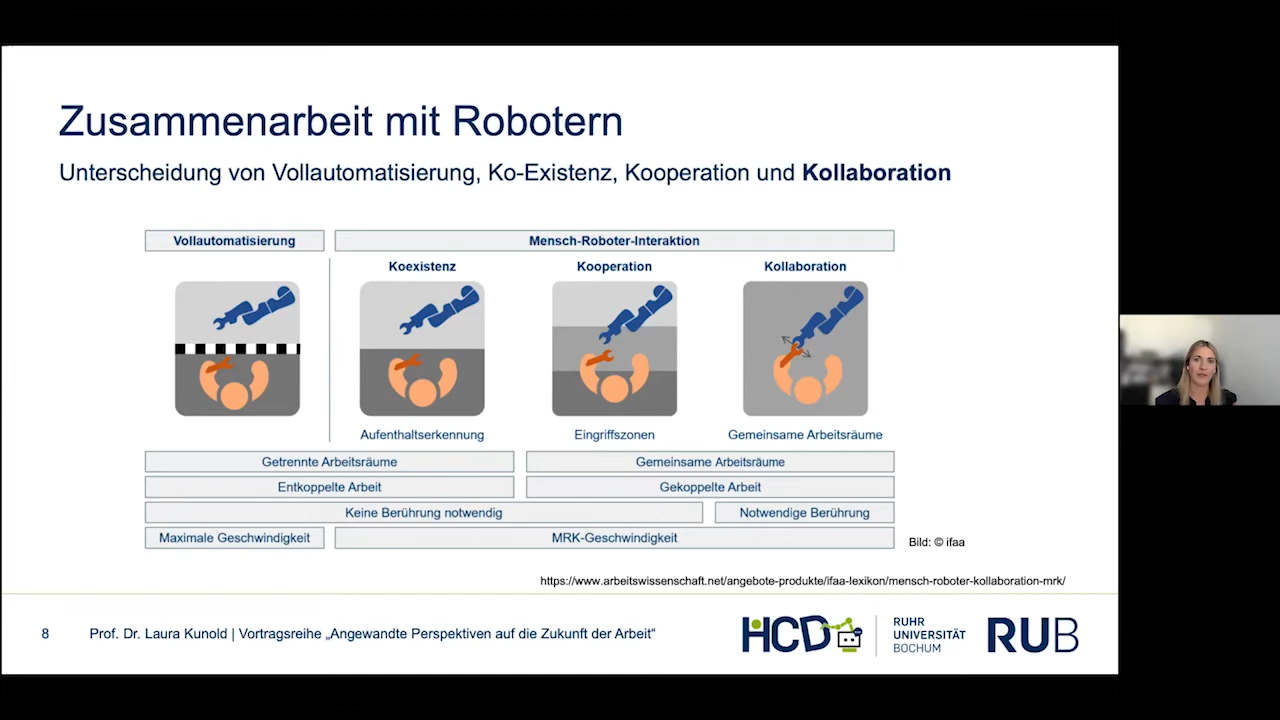 Zusammenarbeit mit Robotern
Unterscheidung von Vollautomatisierung, Ko-Existenz, Kooperation und Kollaboration
Vollautomatisierung
Mensch-Roboter-Interaktion
Koexistenz
Kooperation
Kollaboration
Aufenthaltserkennung
Eingriffszonen
Gemeinsame Arbeitsräume
Getrennte Arbeitsräume
Gemeinsame Arbeitsräume
Entkoppelte Arbeit
Gekoppelte Arbeit
Keine Berührung notwendig
Notwendige Berührung
Maximale Geschwindigkeit
MRK-Geschwindigkeit
Bild: © ifaa
https://www.arbeitswissenschaft.net/angebote-produkte/ifaa-lexikon/mensch-roboter-kollaboration-mrk/
8
Prof. Dr. Laura Kunold | Vortragsreihe „Angewandte Perspektiven auf die Zukunft der Arbeit“
HCD
RUHR
UNIVERSITÄT
BOCHUM
RUB